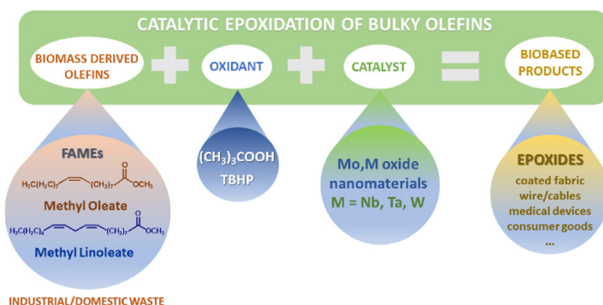 CATALYTIC EPOXIDATION OF BULKY OLEFINS
BIOMASS DERIVED
OLEFINS
OXIDANT
CATALYST
BIOBASED
PRODUCTS
FAMEs
H₃C(H₂C)₇ (CH₂)₇ O OCH₃
Methyl Oleate
H₃C(H₂C)₄ (CH₂)₇ O OCH₃
Methyl Linoleate
INDUSTRIAL/DOMESTIC WASTE
(CH₃)₃COOH
TBHP
Mo,M oxide
nanomaterials
M = Nb, Ta, W
EPOXIDES
coated fabric
wire/cables
medical devices
consumer goods
...